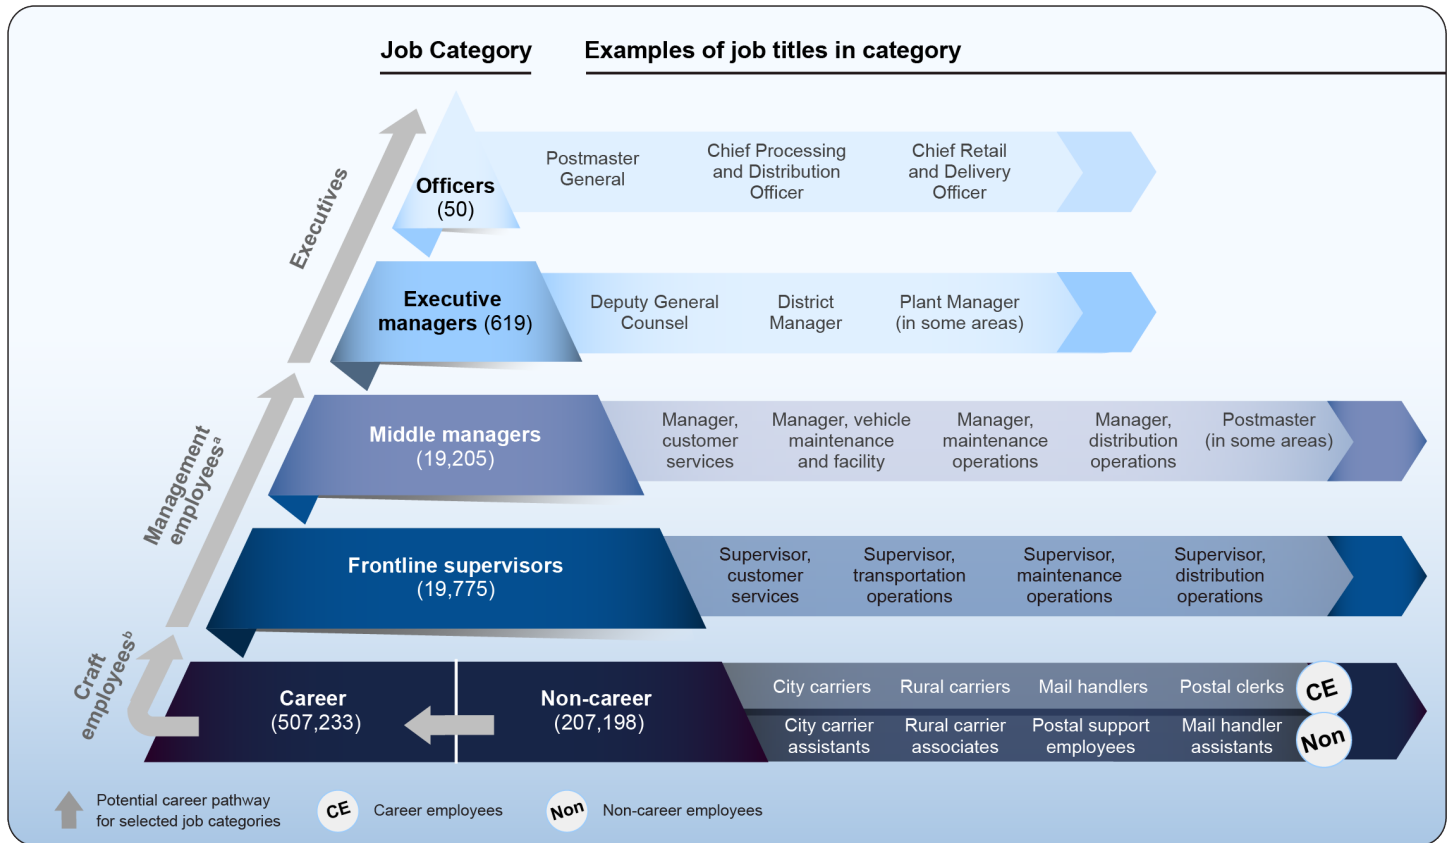 Job Category
Examples of job titles in category
Executives
Officers
(50)
Postmaster
General
Chief Processing
and Distribution
Officer
Chief Retail
and Delivery
Officer
Executive
managers (619)
Deputy General
Counsel
District
Manager
Plant Manager
(in some areas)
Management
employeesᵃ
Middle managers
(19,205)
Manager,
customer
services
Manager, vehicle
maintenance
and facility
Manager,
maintenance
operations
Manager,
distribution
operations
Postmaster
(in some areas)
Frontline supervisors
(19,775)
Supervisor,
customer
services
Supervisor,
transportation
operations
Supervisor,
maintenance
operations
Supervisor,
distribution
operations
Craft
employeesᵇ
Career
(507,233)
Non-career
(207,198)
City carriers
Rural carriers
Mail handlers
Postal clerks
CE
City carrier
assistants
Rural carrier
associates
Postal support
employees
Mail handler
assistants
Non
Potential career pathway
for selected job categories
CE
Career employees
Non
Non-career employees